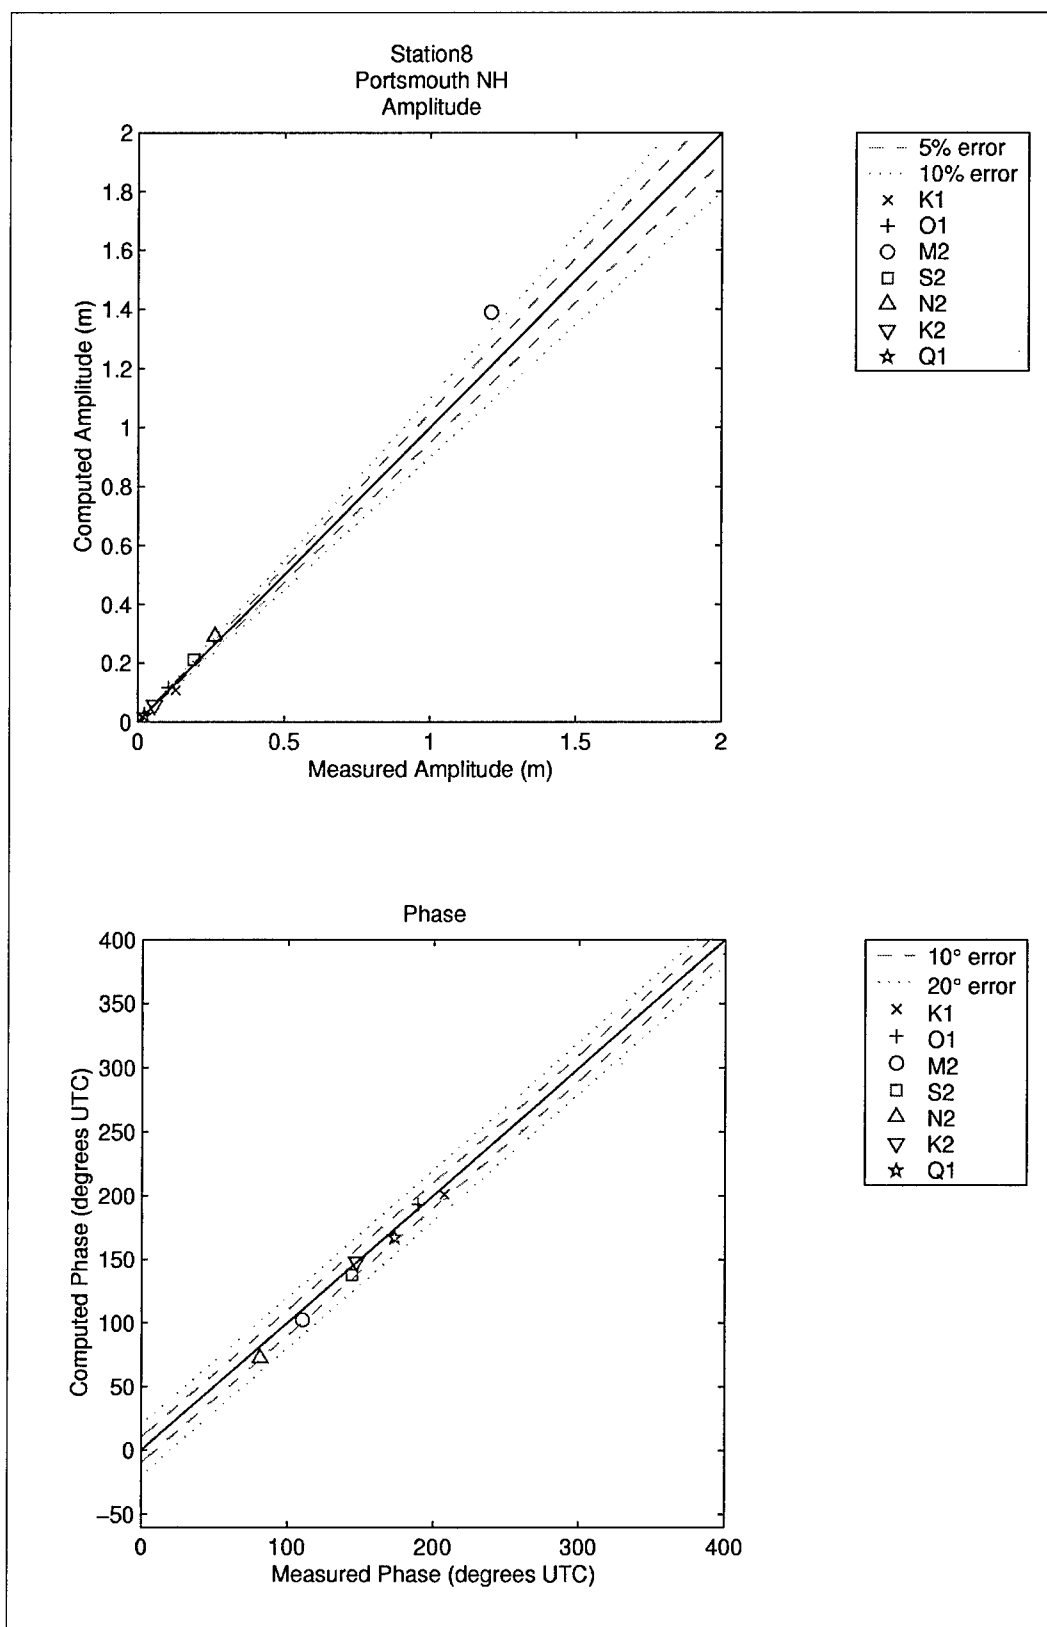 Station8
Portsmouth NH
Amplitude
2
1.8
1.6
1.4
1.2
1
0.8
0.6
0.4
0.2
0
0
0.5
1
1.5
2
Computed Amplitude (m)
Measured Amplitude (m)
5% error
10% error
K1
O1
M2
S2
N2
K2
Q1
Phase
400
350
300
250
200
150
100
50
0
−50
0
100
200
300
400
Computed Phase (degrees UTC)
Measured Phase (degrees UTC)
10° error
20° error
K1
O1
M2
S2
N2
K2
Q1